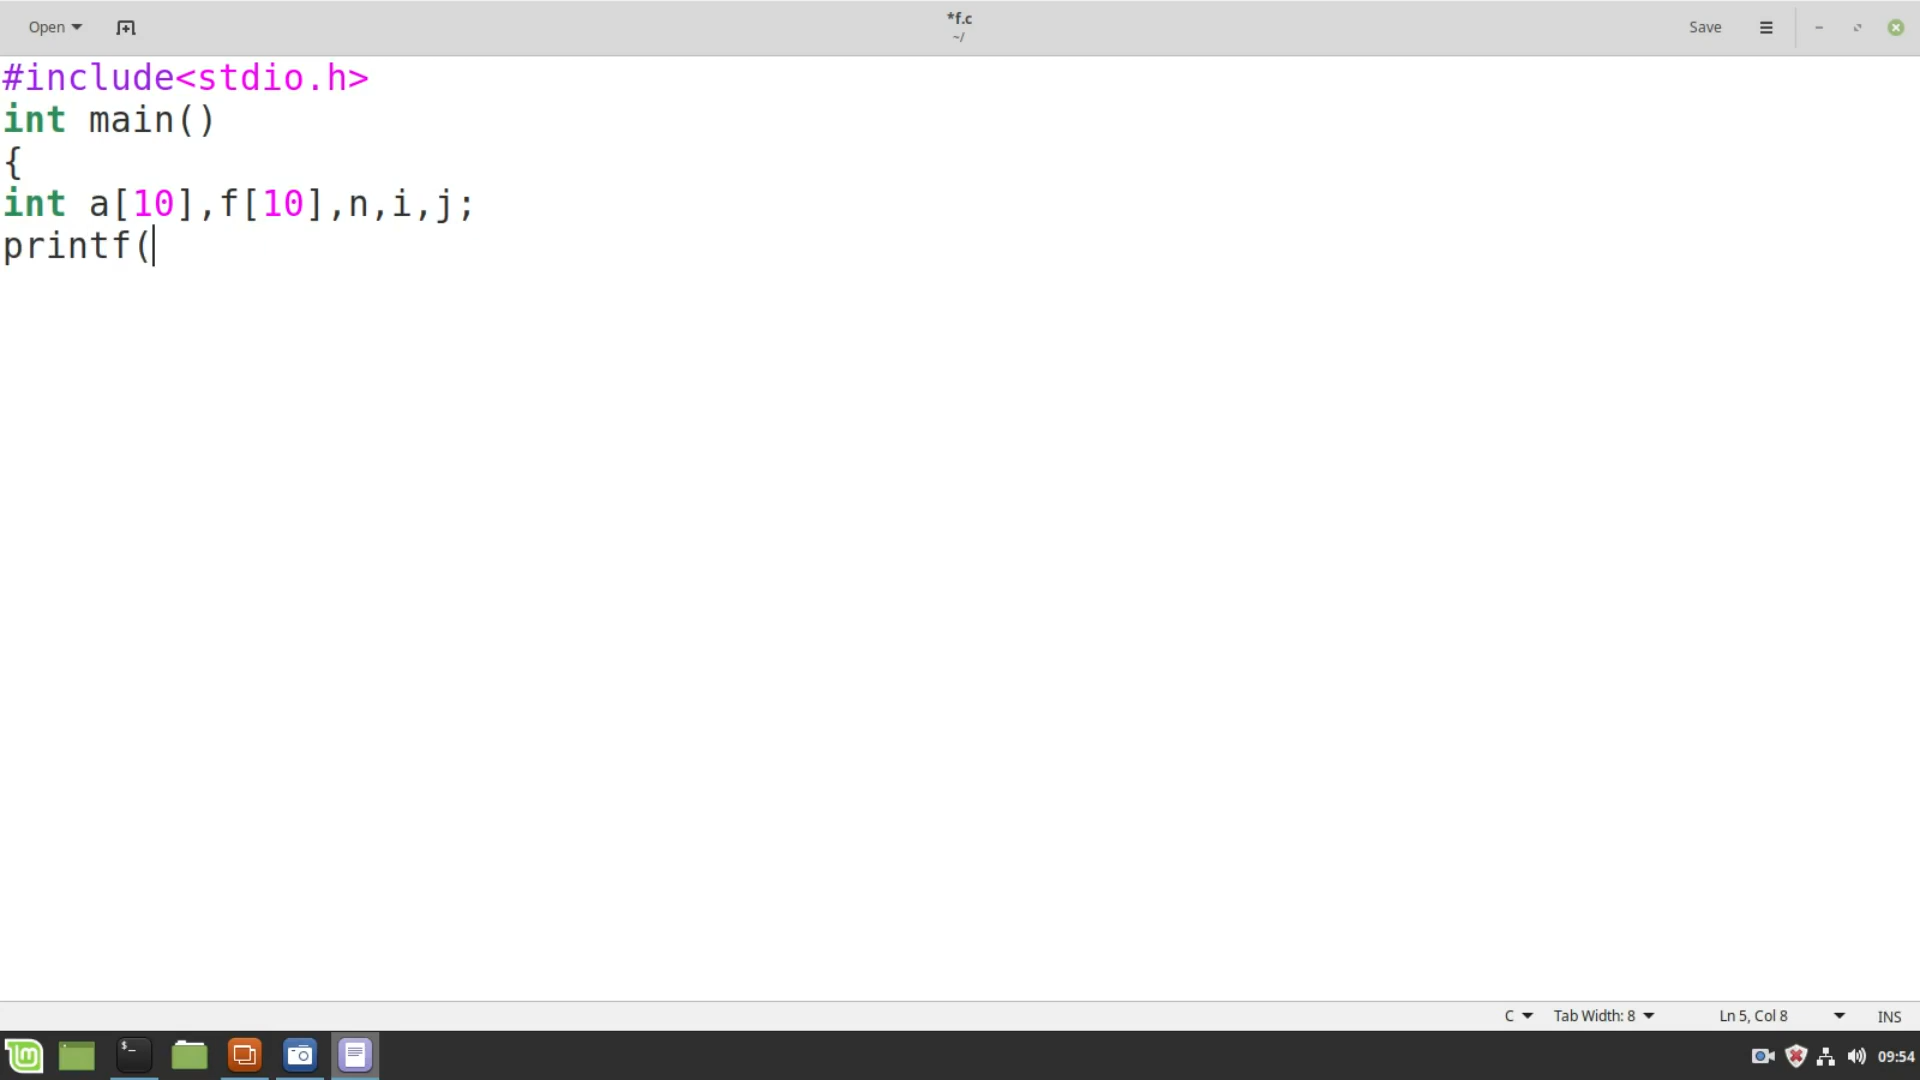 Open
*f.c
~/
Save
#include<stdio.h>
int main()
{
int a[10],f[10],n,i,j;
printf(
C
Tab Width: 8
Ln 5, Col 8
INS
$_
09:54